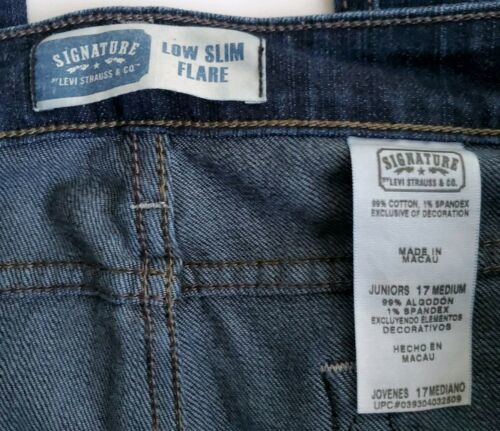 SIGNATURE
BY LEVI STRAUSS & CO.™
LOW SLIM
FLARE
SIGNATURE
BY LEVI STRAUSS & CO.
99% COTTON, 1% SPANDEX
EXCLUSIVE OF DECORATION
MADE IN
MACAU
JUNIORS 17 MEDIUM
99% ALGODÓN
1% SPANDEX
EXCLUYENDO ELEMENTOS
DECORATIVOS
HECHO EN
MACAU
JOVENES 17 MEDIANO
UPC#039304032509